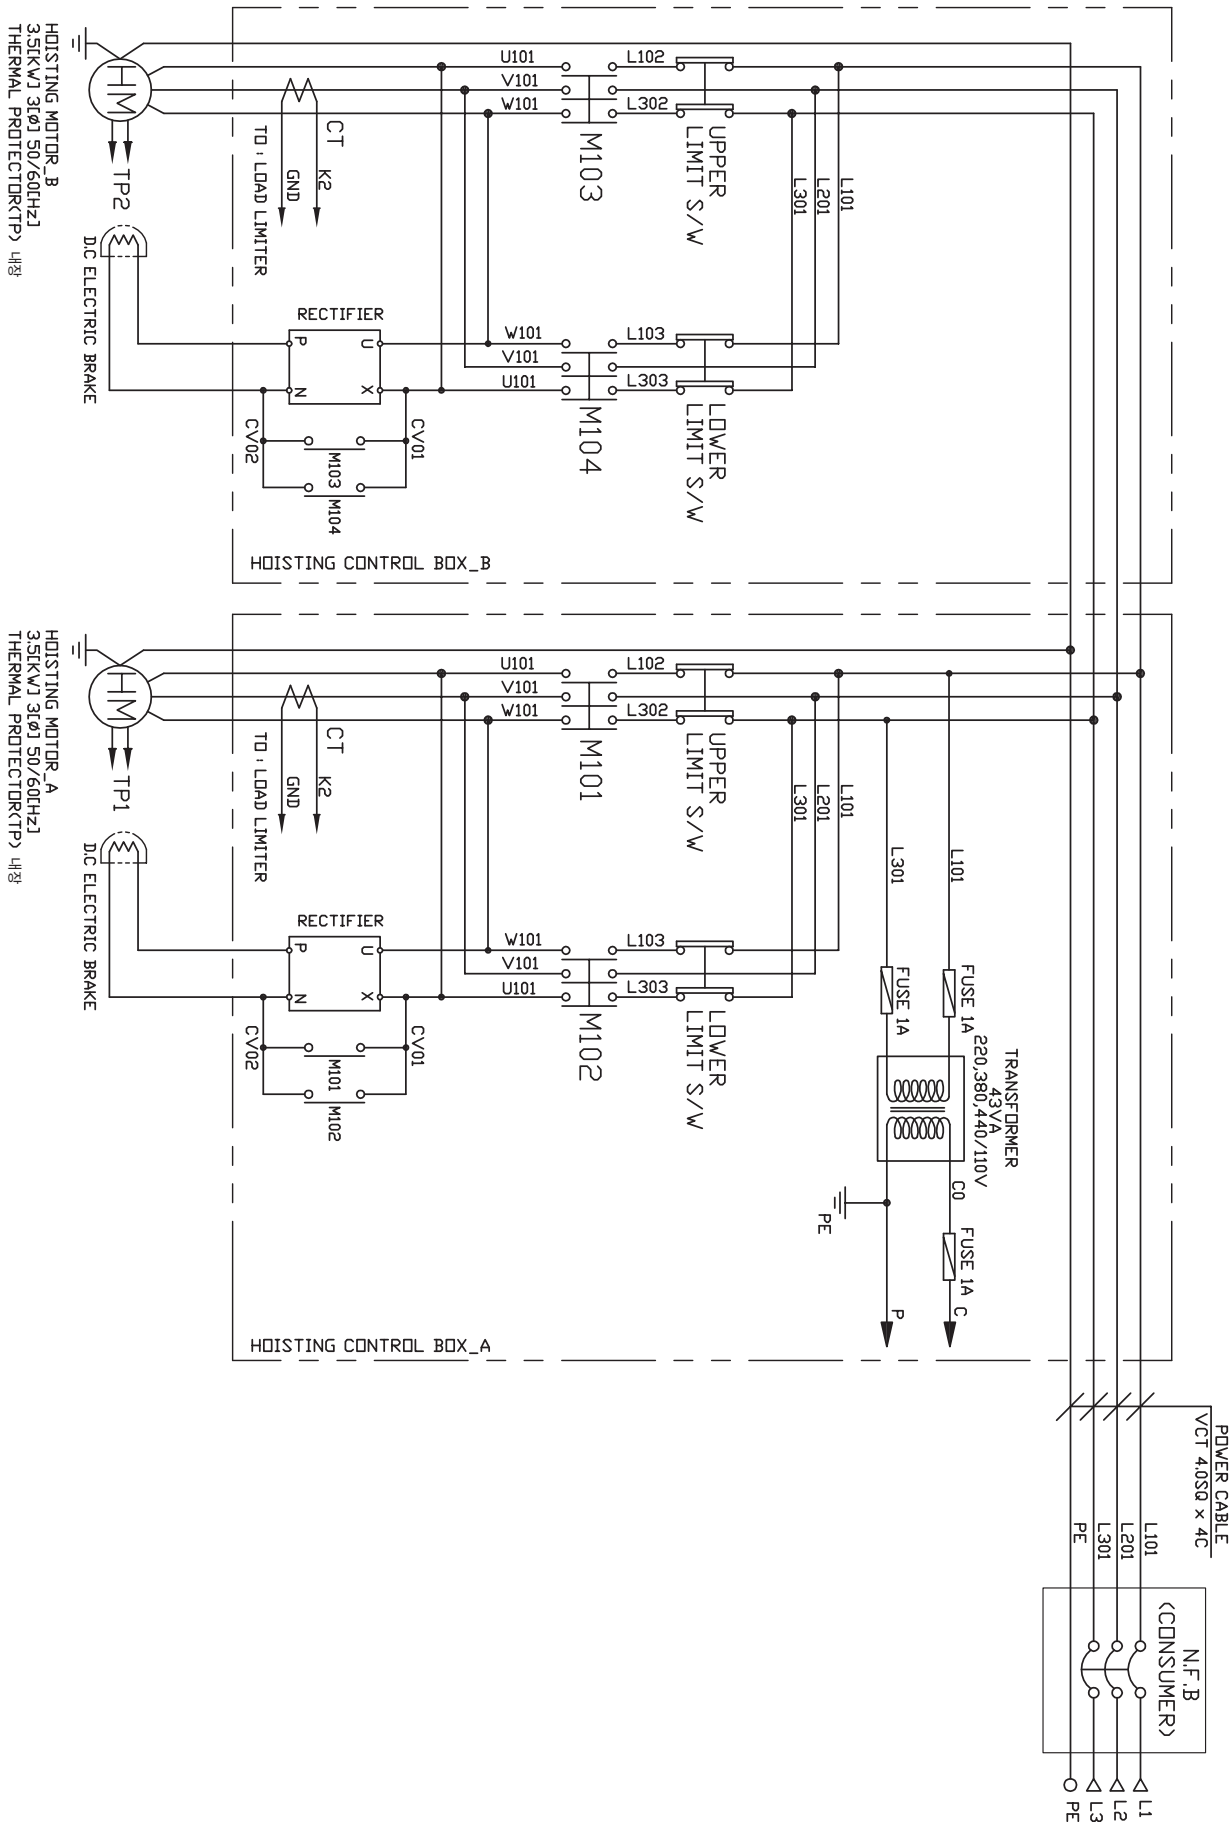 HOISTING MOTOR_B
3.5[KW] 3[ø] 50/60[Hz]
THERMAL PROTECTOR(TP) 내장
IM
TP2
D.C ELECTRIC BRAKE
CT
K2
GND
TO : LOAD LIMITER
U101
V101
W101
L102
L302
M103
UPPER
LIMIT S/W
L101
L201
L301
RECTIFIER
P
U
N
X
W101
V101
U101
L103
L303
M104
LOWER
LIMIT S/W
CV01
CV02
M103
M104
HOISTING CONTROL BOX_B
HOISTING MOTOR_A
3.5[KW] 3[ø] 50/60[Hz]
THERMAL PROTECTOR(TP) 내장
IM
TP1
D.C ELECTRIC BRAKE
CT
K2
GND
TO : LOAD LIMITER
U101
V101
W101
L102
L302
M101
UPPER
LIMIT S/W
L101
L201
L301
RECTIFIER
P
U
N
X
W101
V101
U101
L103
L303
M102
LOWER
LIMIT S/W
CV01
CV02
M101
M102
L101
L301
FUSE 1A
FUSE 1A
TRANSFORMER
43VA
220,380,440/110V
C0
PE
FUSE 1A
C
P
HOISTING CONTROL BOX_A
POWER CABLE
VCT 4.0SQ × 4C
L101
L201
L301
PE
N.F.B
(CONSUMER)
L1
L2
L3
PE